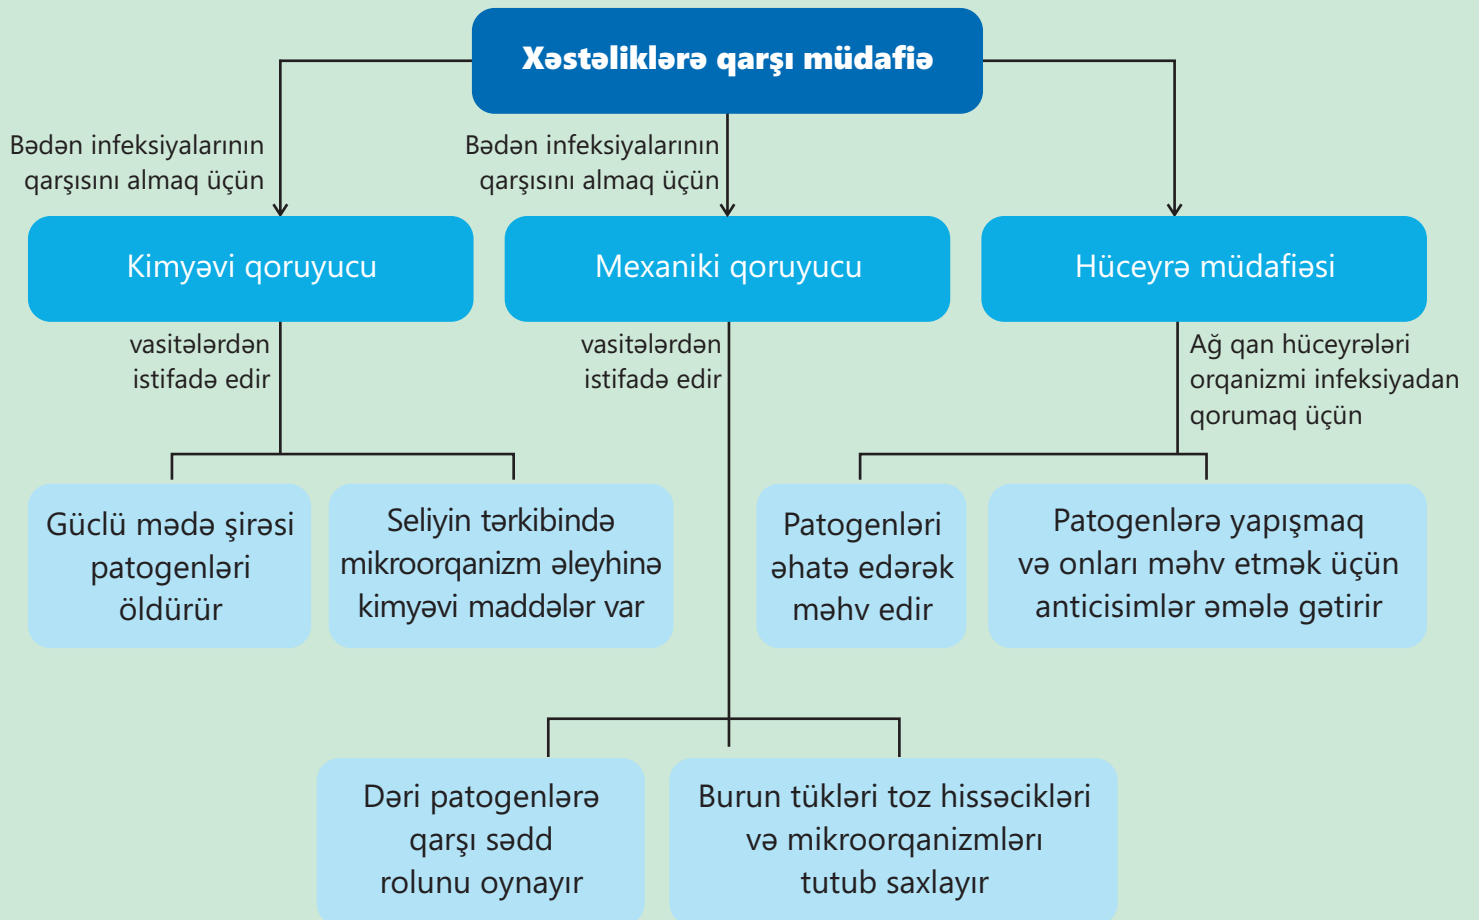 Xəstəliklərə qarşı müdafiə
Bədən infeksiyalarının
qarşısını almaq üçün
Bədən infeksiyalarının
qarşısını almaq üçün
Kimyəvi qoruyucu
Mexaniki qoruyucu
Hüceyrə müdafiəsi
vasitələrdən
istifadə edir
vasitələrdən
istifadə edir
Ağ qan hüceyrələri
orqanizmi infeksiyadan
qorumaq üçün
Güclü mədə şirəsi
patogenləri
öldürür
Seliyin tərkibində
mikroorqanizm əleyhinə
kimyəvi maddələr var
Patogenləri
əhatə edərək
məhv edir
Patogenlərə yapışmaq
və onları məhv etmək üçün
anticisimlər əmələ gətirir
Dəri patogenlərə
qarşı sədd
rolunu oynayır
Burun tükləri toz hissəcikləri
və mikroorqanizmlərı
tutub saxlayır